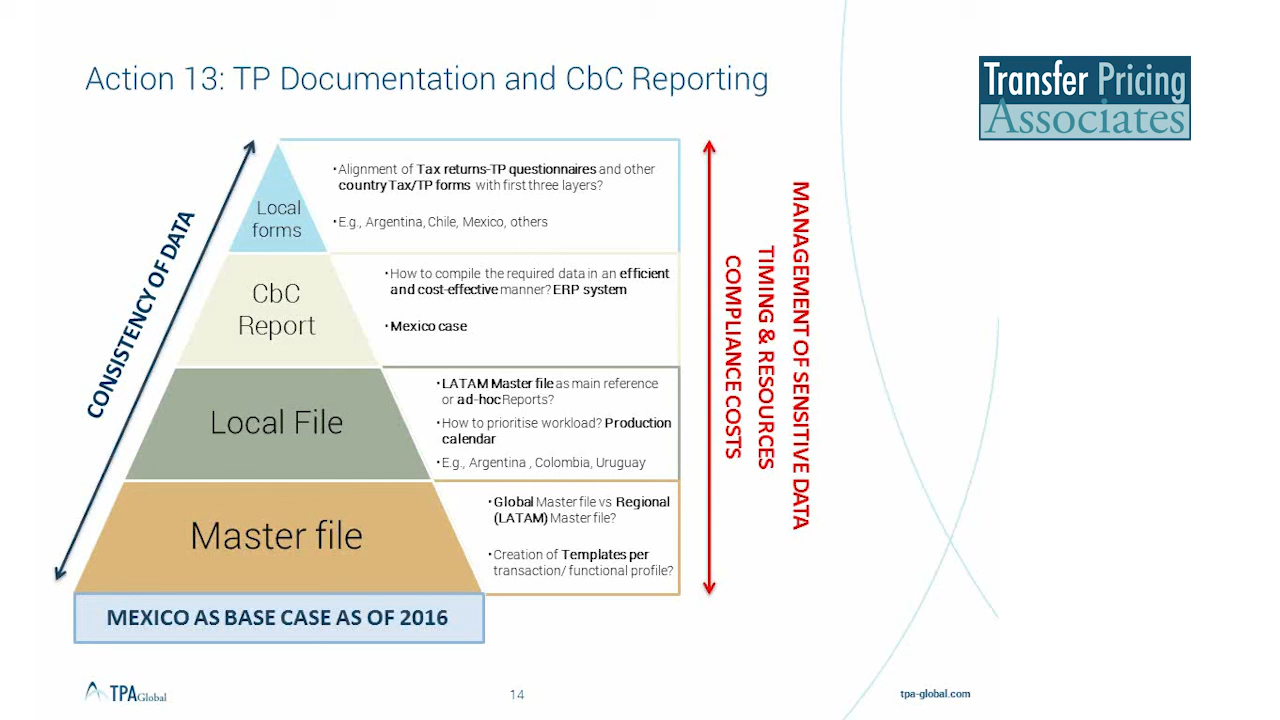 Action 13: TP Documentation and CbC Reporting
Transfer Pricing
Associates
CONSISTENCY OF DATA
Local
forms
•Alignment of Tax returns-TP questionnaires and other
country Tax/TP forms with first three layers?
•E.g., Argentina, Chile, Mexico, others
CbC
Report
•How to compile the required data in an efficient
and cost-effective manner? ERP system
•Mexico case
Local File
•LATAM Master file as main reference
or ad-hoc Reports?
•How to prioritise workload? Production
calendar
•E.g., Argentina , Colombia, Uruguay
Master file
•Global Master file vs Regional
(LATAM) Master file?
•Creation of Templates per
transaction/ functional profile?
MANAGEMENT OF SENSITIVE DATA
TIMING & RESOURCES
COMPLIANCE COSTS
MEXICO AS BASE CASE AS OF 2016
TPA Global
14
tpa-global.com